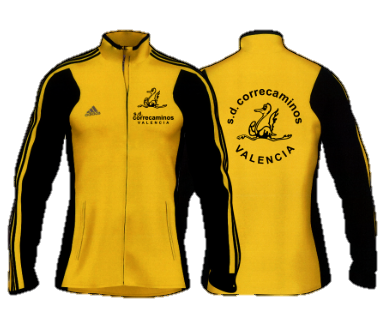 s.d.
correcaminos
VALENCIA
s.d.correcaminos
VALENCIA